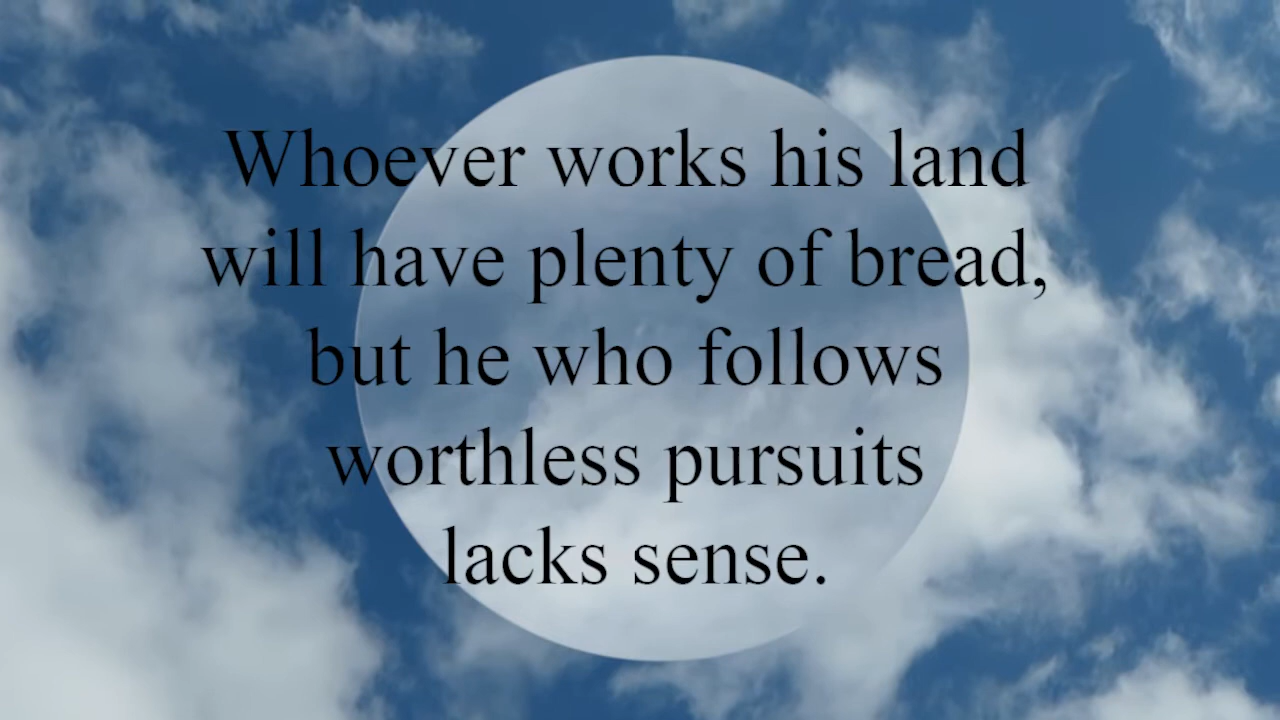 Whoever works his land
will have plenty of bread,
but he who follows
worthless pursuits
lacks sense.